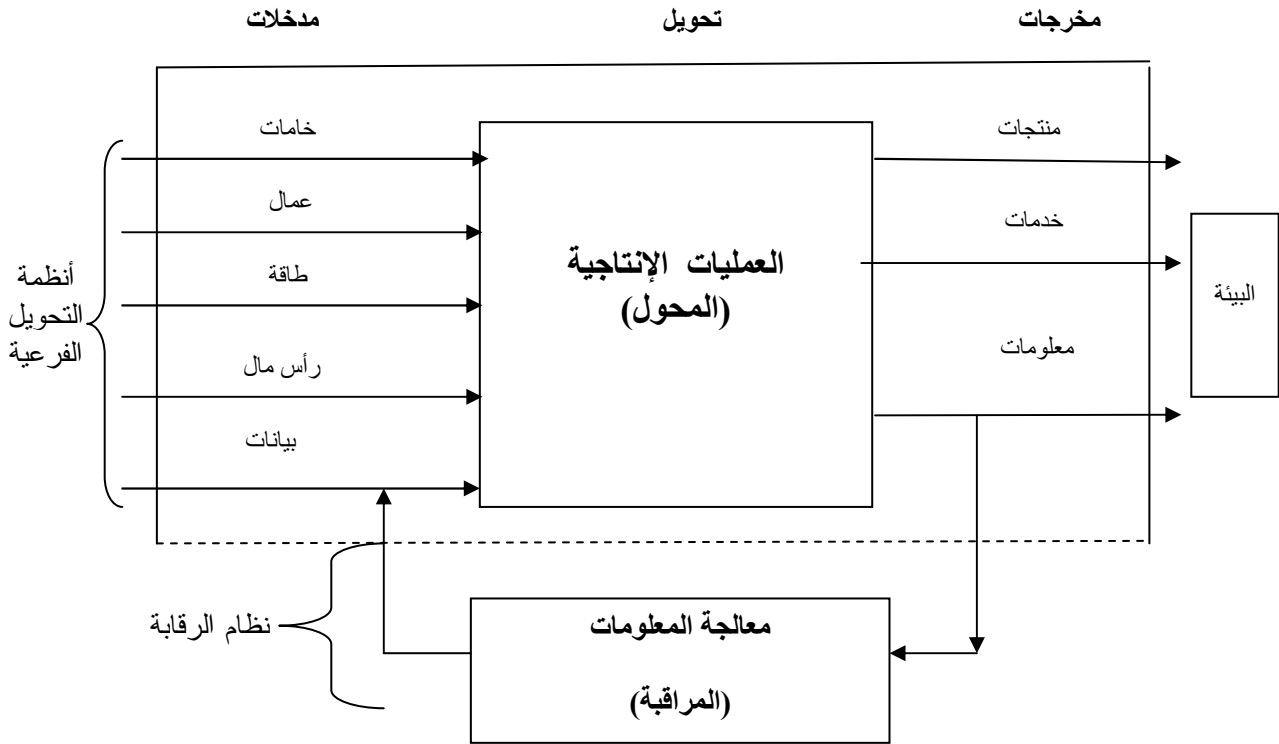 مدخلات
تحويل
مخرجات
خامات
عمال
طاقة
رأس مال
بيانات
أنظمة
التحويل
الفرعية
العمليات الإنتاجية
(المحول)
منتجات
خدمات
معلومات
البيئة
نظام الرقابة
معالجة المعلومات
(المراقبة)